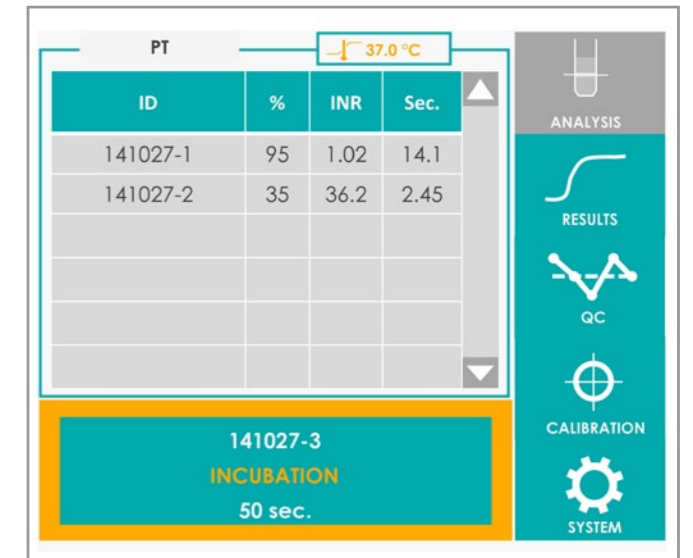 PT 37.0 °C
ID % INR Sec.
141027-1 95 1.02 14.1
141027-2 35 36.2 2.45
141027-3
INCUBATION
50 sec.
ANALYSIS
RESULTS
QC
CALIBRATION
SYSTEM